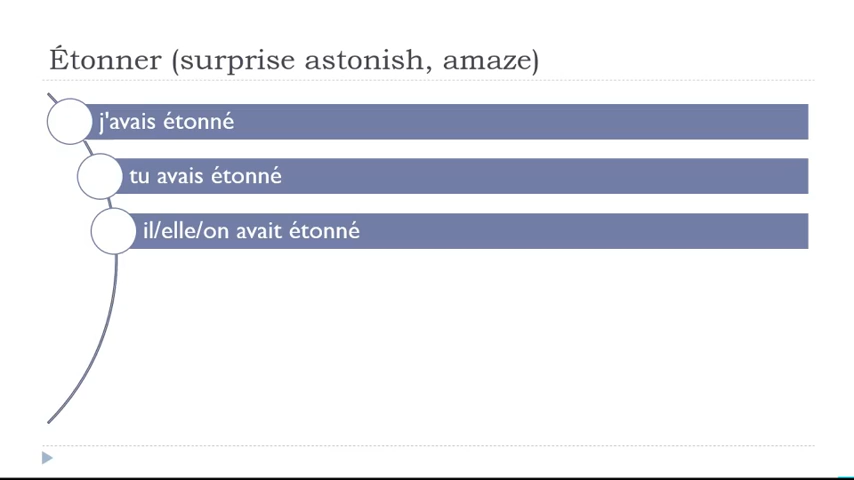 Étonner (surprise astonish, amaze)
j'avais étonné
tu avais étonné
il/elle/on avait étonné